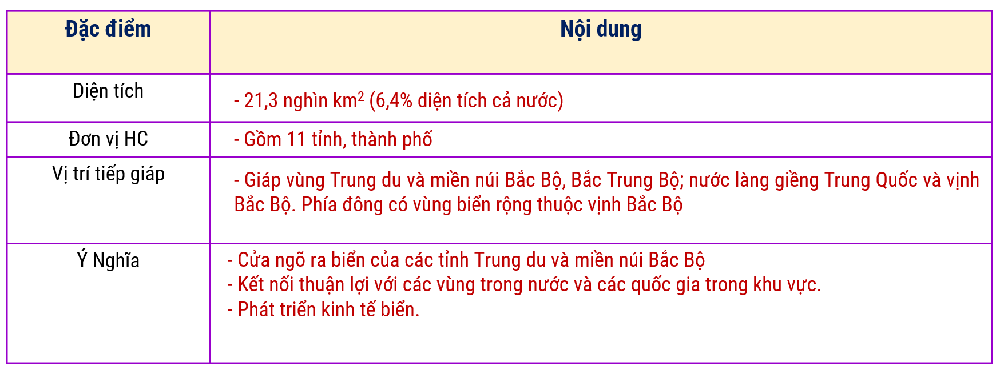 Đặc điểm
Nội dung
Diện tích
- 21,3 nghìn km² (6,4% diện tích cả nước)
Đơn vị HC
- Gồm 11 tỉnh, thành phố
Vị trí tiếp giáp
- Giáp vùng Trung du và miền núi Bắc Bộ, Bắc Trung Bộ; nước làng giềng Trung Quốc và vịnh
Bắc Bộ. Phía đông có vùng biển rộng thuộc vịnh Bắc Bộ
Ý Nghĩa
- Cửa ngõ ra biển của các tỉnh Trung du và miền núi Bắc Bộ
- Kết nối thuận lợi với các vùng trong nước và các quốc gia trong khu vực.
- Phát triển kinh tế biển.